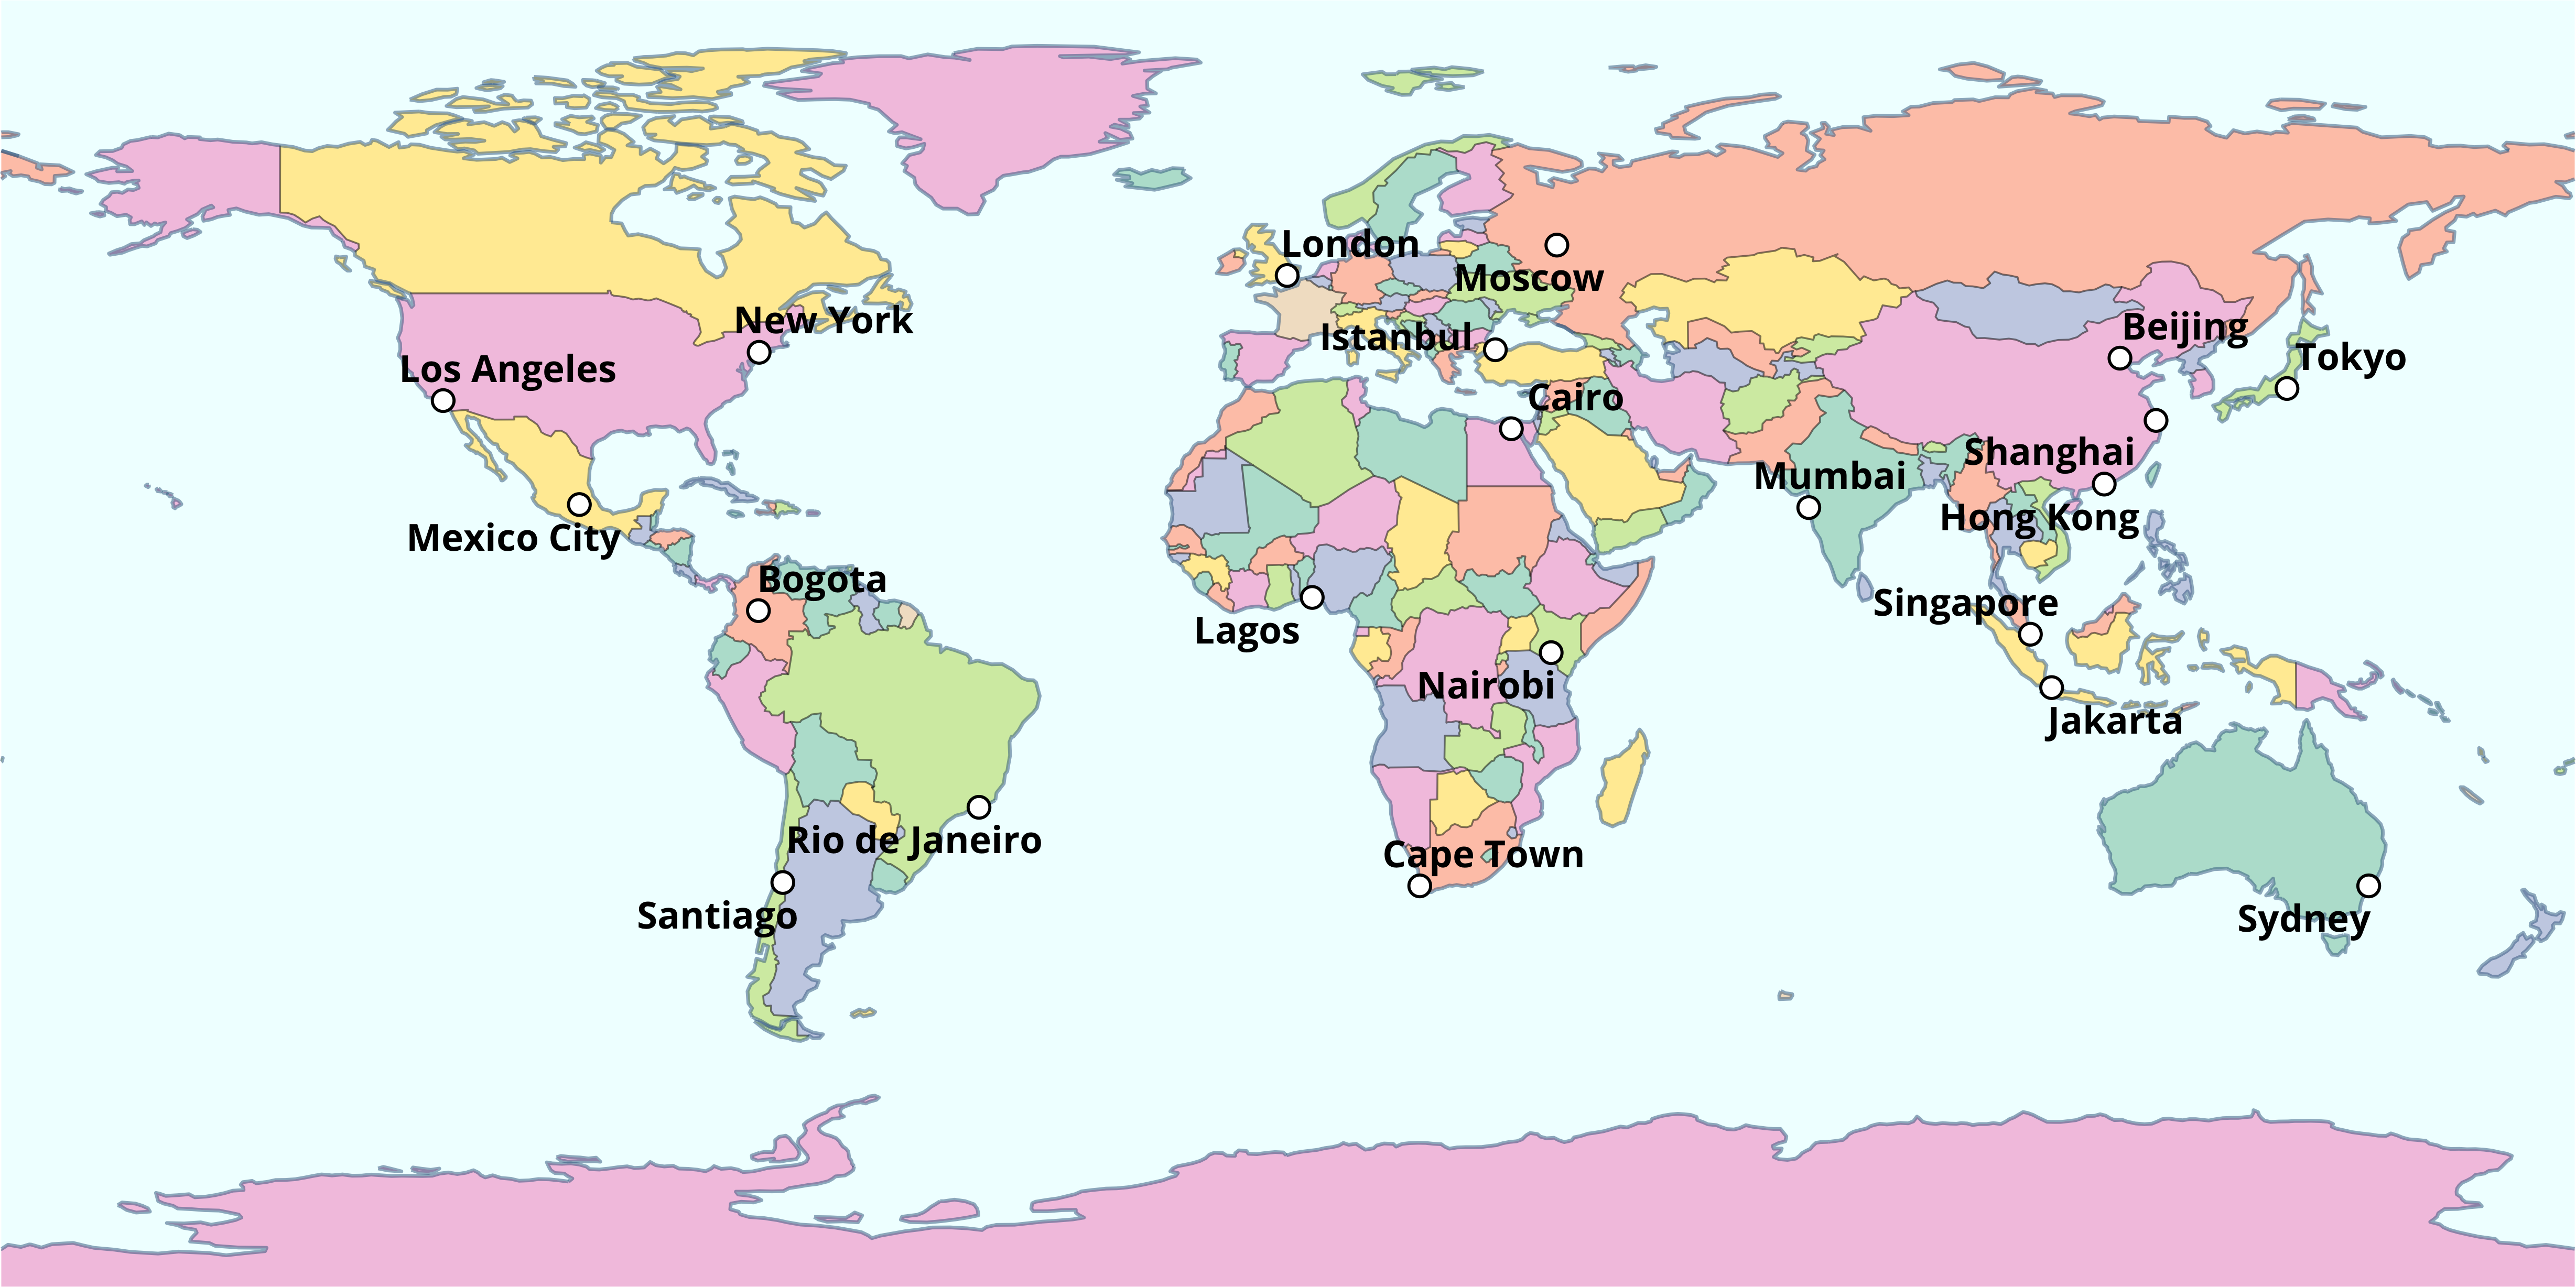 London
Moscow
New York
Beijing
Istanbul
Tokyo
Los Angeles
Cairo
Shanghai
Mumbai
Hong Kong
Mexico City
Bogota
Singapore
Lagos
Nairobi
Jakarta
Rio de Janeiro
Cape Town
Santiago
Sydney